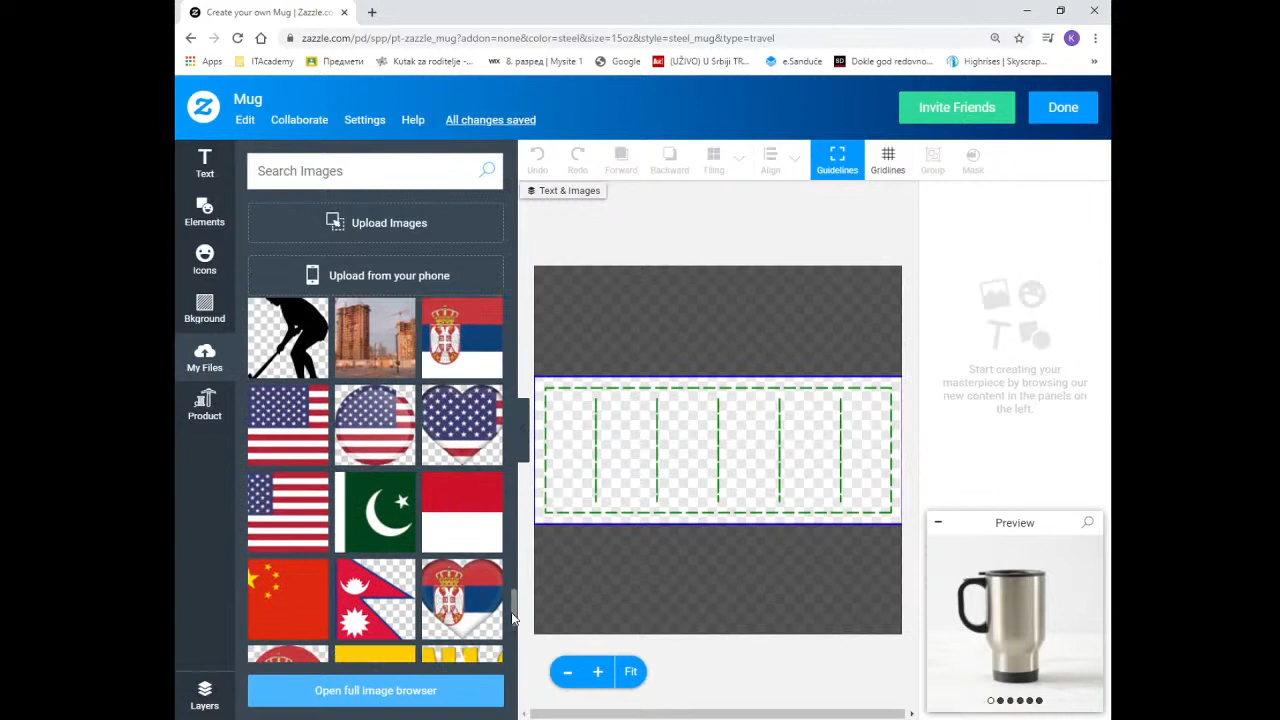 Create your own Mug | Zazzle.co
zazzle.com/pd/spp/pt-zazzle_mug?addon=none&color=steel&size=15oz&style=steel_mug&type=travel
K
Apps
ITAcademy
Предмети
Kutak za roditelje -...
WIX
8. разред | Mysite 1
Google
(UŽIVO) U Srbiji TR...
e.Sanduče
Dokle god redovno...
Highrises | Skyscrap...
Mug
Edit
Collaborate
Settings
Help
All changes saved
Invite Friends
Done
Text
Elements
Icons
Bkground
My Files
Product
Layers
Search Images
Upload Images
Upload from your phone
Open full image browser
Undo
Redo
Forward
Backward
Filing
Align
Guidelines
Gridlines
Group
Mask
Text & Images
Fit
Start creating your
masterpiece by browsing our
new content in the panels on
the left.
Preview